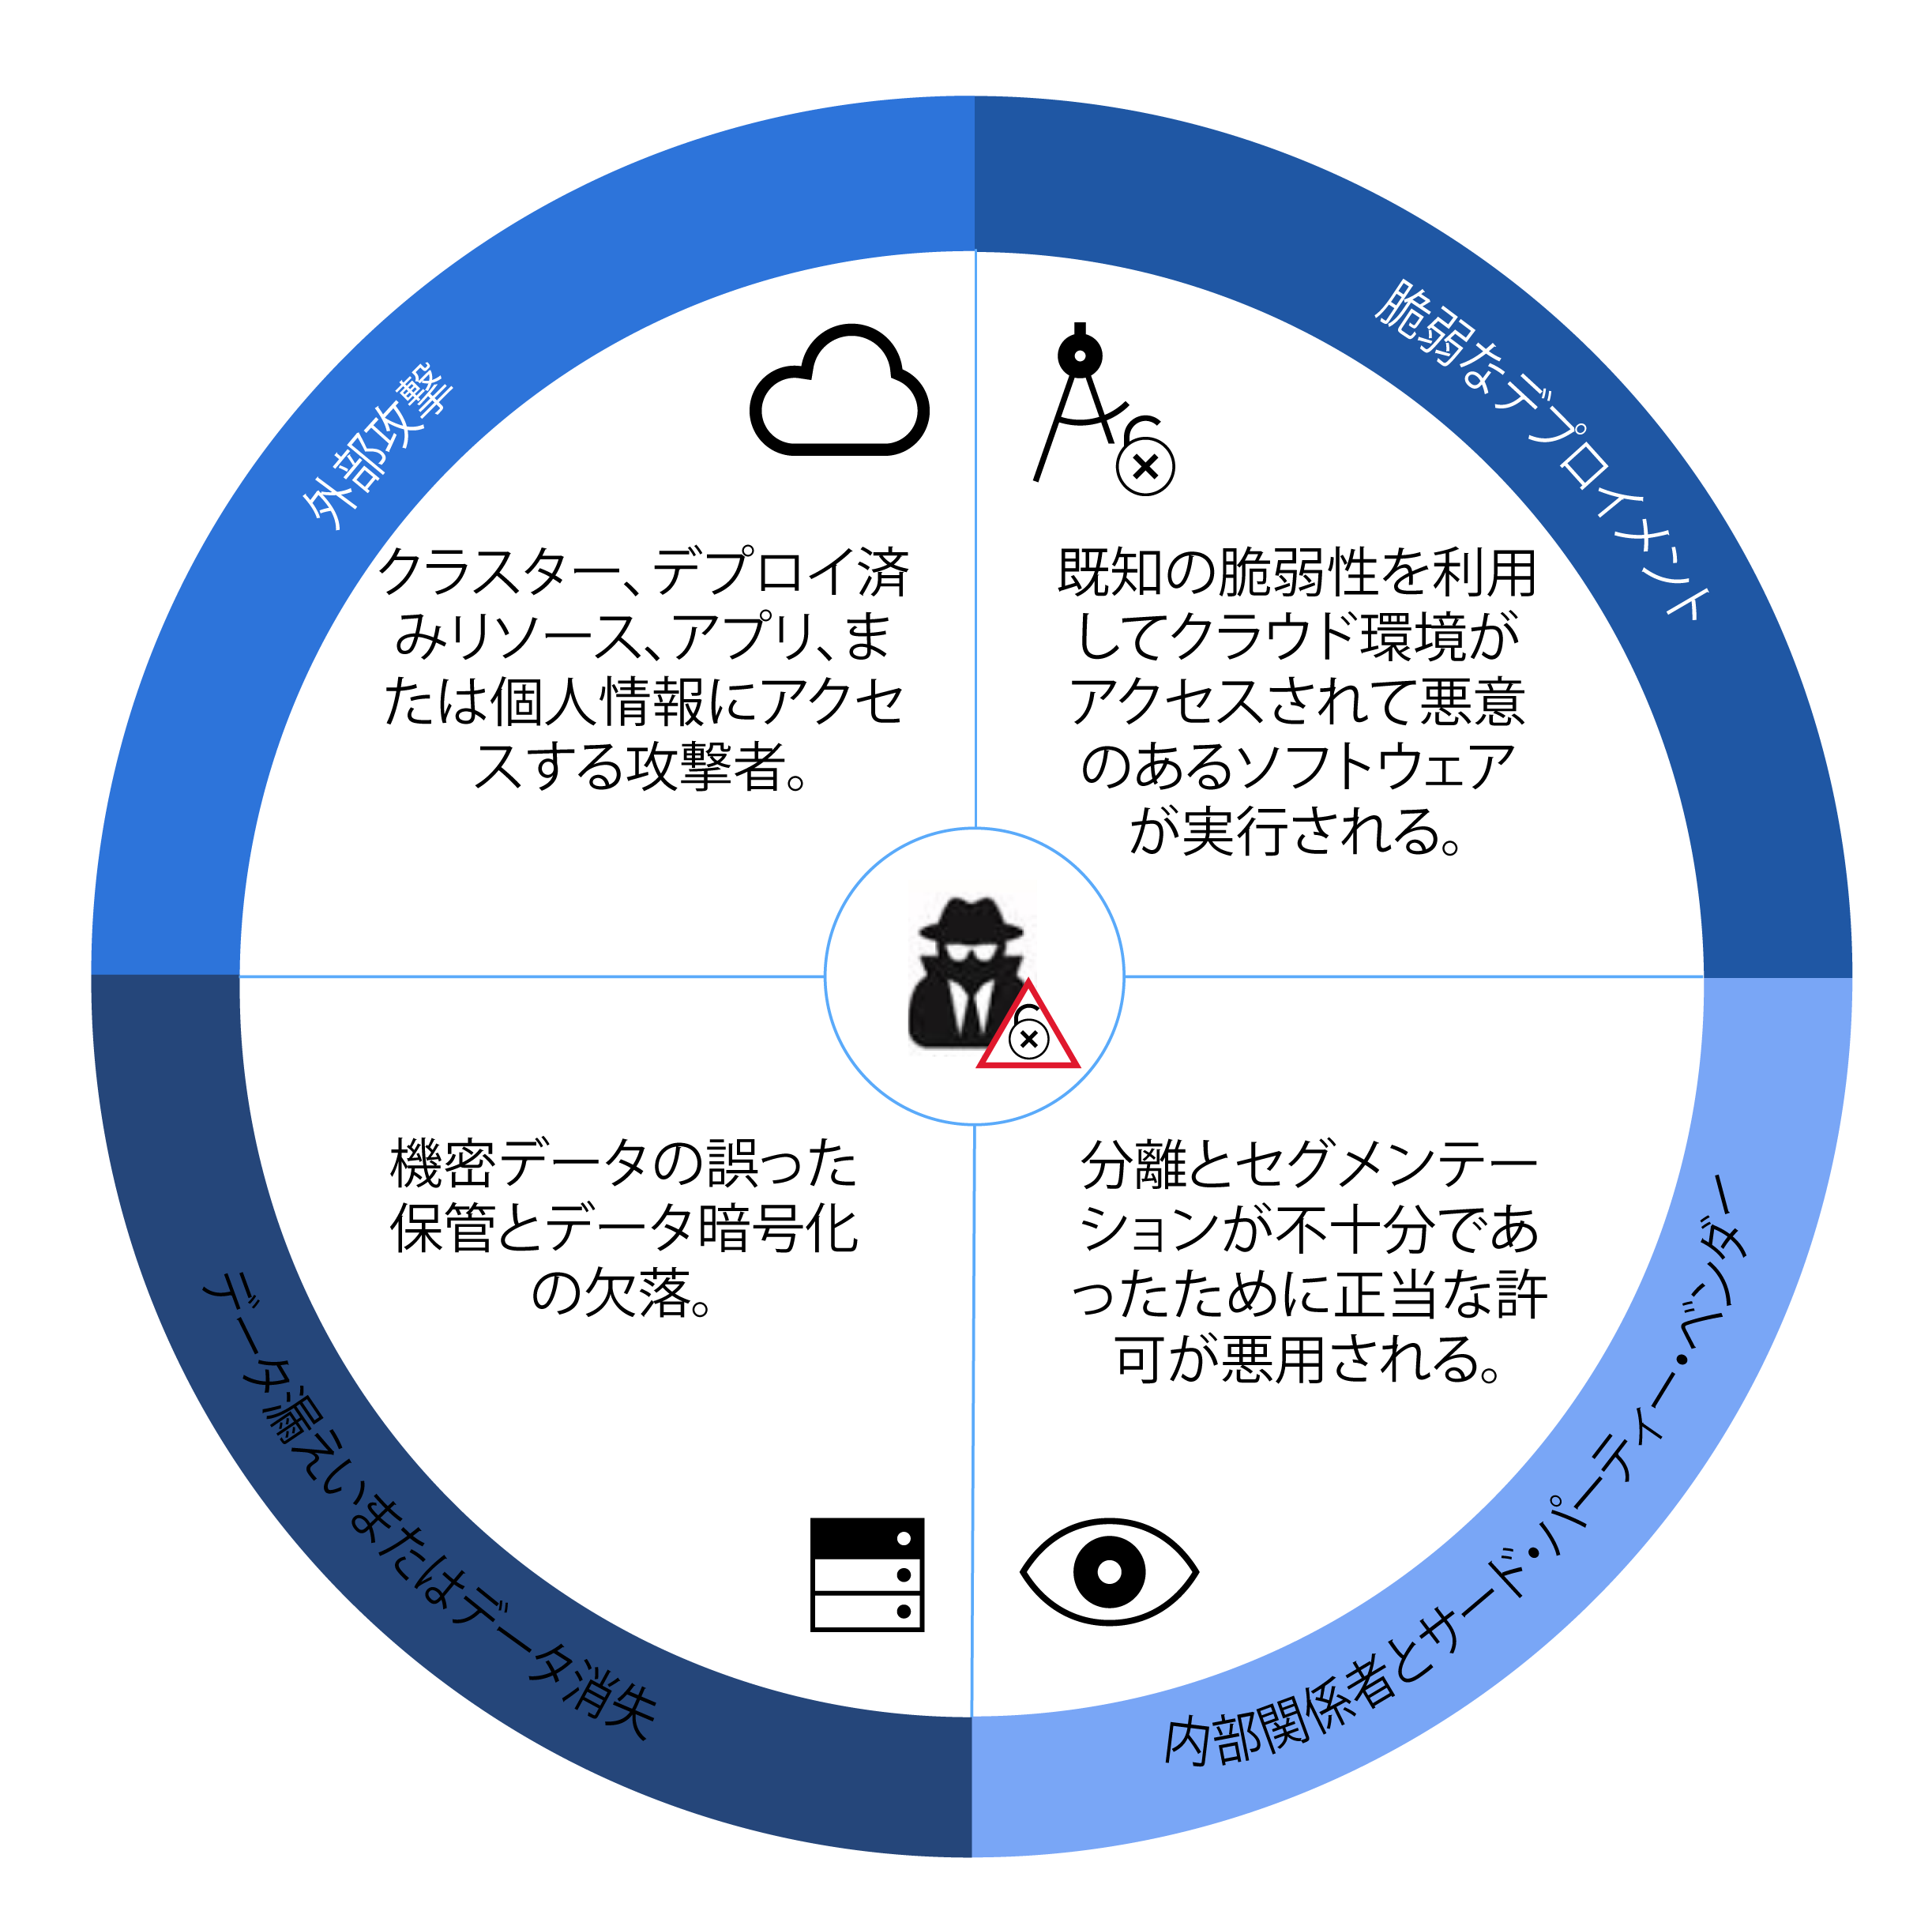 外部攻撃
クラスター、デプロイ済
みリソース、アプリ、ま
たは個人情報にアクセ
スする攻撃者。
脆弱なデプロイメント
既知の脆弱性を利用
してクラウド環境が
アクセスされて悪意
のあるソフトウェア
が実行される。
データ漏えいまたはデータ消失
機密データの誤った
保管とデータ暗号化
の欠落。
内部関係者とサード・パーティー・ベンダー
分離とセグメンテー
ションが不十分であ
ったために正当な許
可が悪用される。